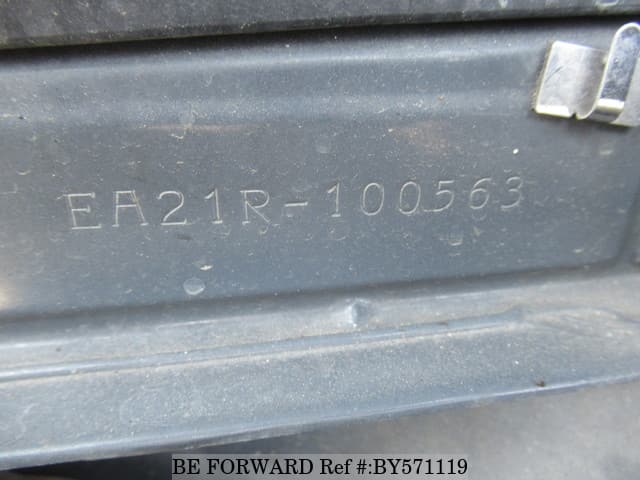 EA21R-100563
BE FORWARD Ref #:BY571119